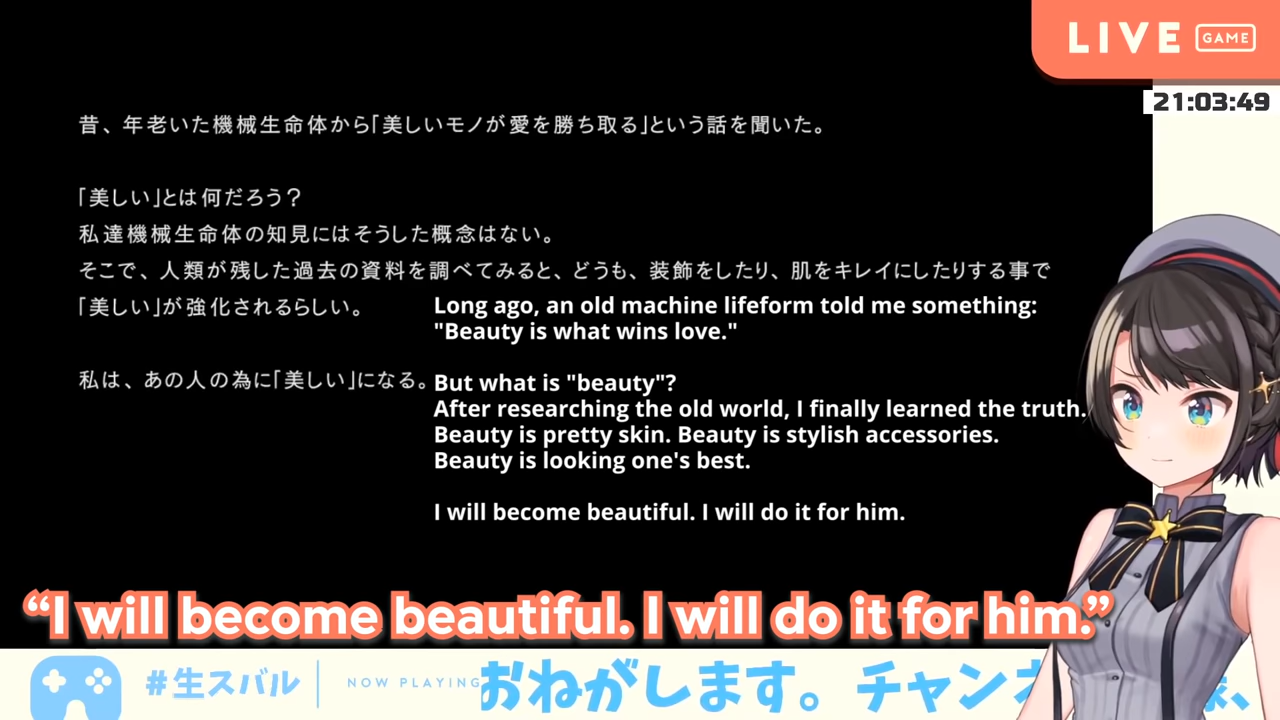 LIVE GAME
21:03:49
昔、年老いた機械生命体から「美しいモノが愛を勝ち取る」という話を聞いた。
「美しい」とは何だろう？
私達機械生命体の知見にはそうした概念はない。
そこで、人類が残した過去の資料を調べてみると、どうも、装飾をしたり、肌をキレイにしたりする事で
「美しい」が強化されるらしい。
私は、あの人の為に「美しい」になる。
Long ago, an old machine lifeform told me something:
"Beauty is what wins love."
But what is "beauty"?
After researching the old world, I finally learned the truth.
Beauty is pretty skin. Beauty is stylish accessories.
Beauty is looking one's best.
I will become beautiful. I will do it for him.
“I will become beautiful. I will do it for him.”
#生スバル
NOW PLAYING
おねがします。チャン